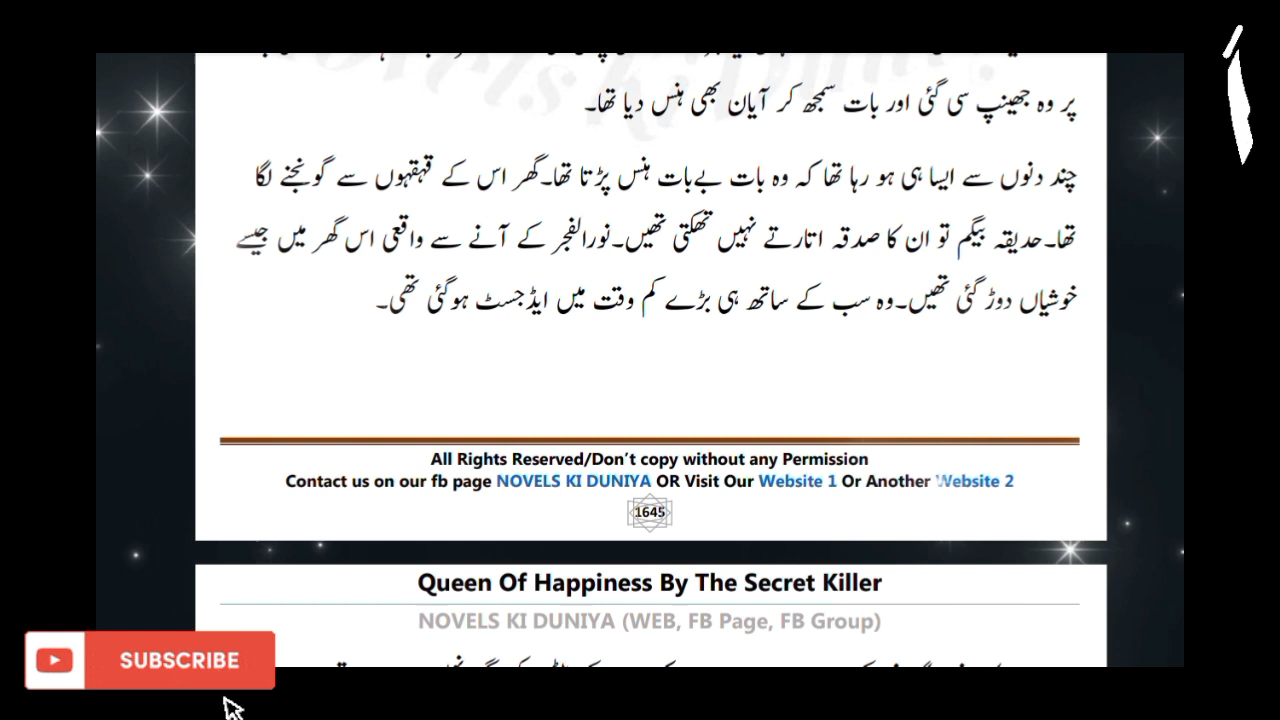 پر وہ جھینپ سی گئی اور بات سمجھ کر آیان بھی ہنس دیا تھا۔
چند دنوں سے ایسا ہی ہو رہا تھا کہ وہ بات بےبات ہنس پڑتا تھا۔گھر اس کے قہقہوں سے گونجنے لگا
تھا۔حدیقہ بیگم تو ان کا صدقہ اتارتے نہیں تھکتی تھیں۔نورالفجر کے آنے سے واقعی اس گھر میں جیسے
خوشیاں دوڑ گئی تھیں۔وہ سب کے ساتھ ہی بڑے کم وقت میں ایڈجسٹ ہوگئی تھی۔
All Rights Reserved/Don't copy without any Permission
Contact us on our fb page NOVELS KI DUNIYA OR Visit Our Website 1 Or Another Website 2
1645
Queen Of Happiness By The Secret Killer
NOVELS KI DUNIYA (WEB, FB Page, FB Group)
SUBSCRIBE